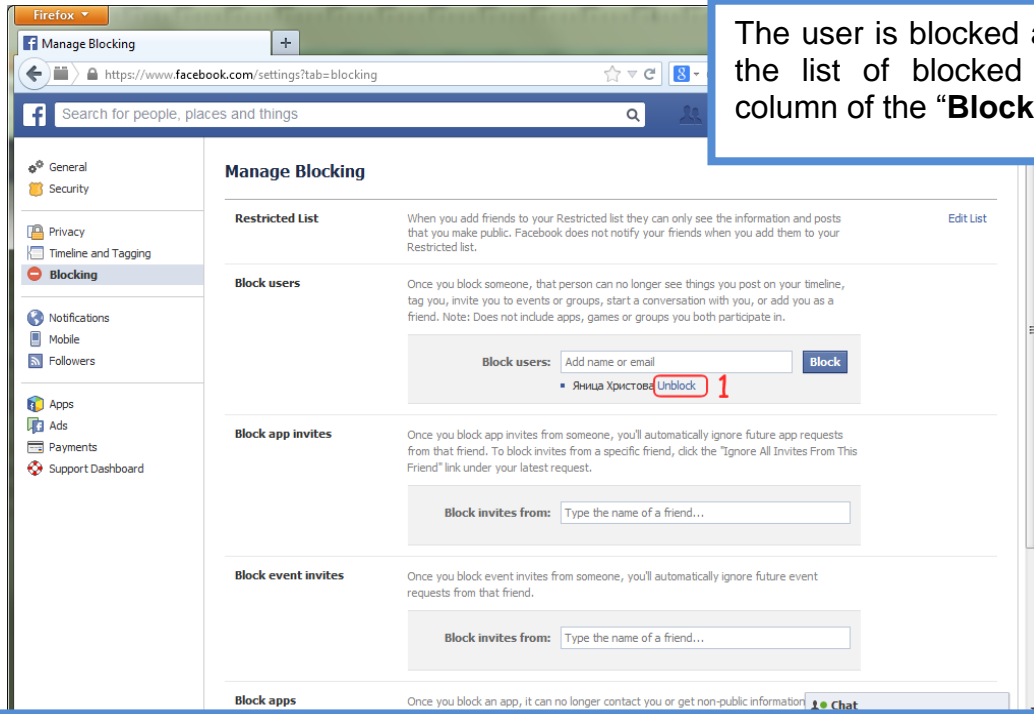 Firefox
Manage Blocking
+
https://www.facebook.com/settings?tab=blocking
8
The user is blocked
the list of blocked
column of the “Block
f
Search for people, places and things
General
Security
Privacy
Timeline and Tagging
Blocking
Notifications
Mobile
Followers
Apps
Ads
Payments
Support Dashboard
Manage Blocking
Restricted List
When you add friends to your Restricted list they can only see the information and posts
that you make public. Facebook does not notify your friends when you add them to your
Restricted list.
Edit List
Block users
Once you block someone, that person can no longer see things you post on your timeline,
tag you, invite you to events or groups, start a conversation with you, or add you as a
friend. Note: Does not include apps, games or groups you both participate in.
Block users: Add name or email Block
Яница Христова Unblock 1
Block app invites
Once you block app invites from someone, you'll automatically ignore future app requests
from that friend. To block invites from a specific friend, click the "Ignore All Invites From This
Friend" link under your latest request.
Block invites from: Type the name of a friend...
Block event invites
Once you block event invites from someone, you'll automatically ignore future event
requests from that friend.
Block invites from: Type the name of a friend...
Block apps
Once you block an app, it can no longer contact you or get non-public information
Chat